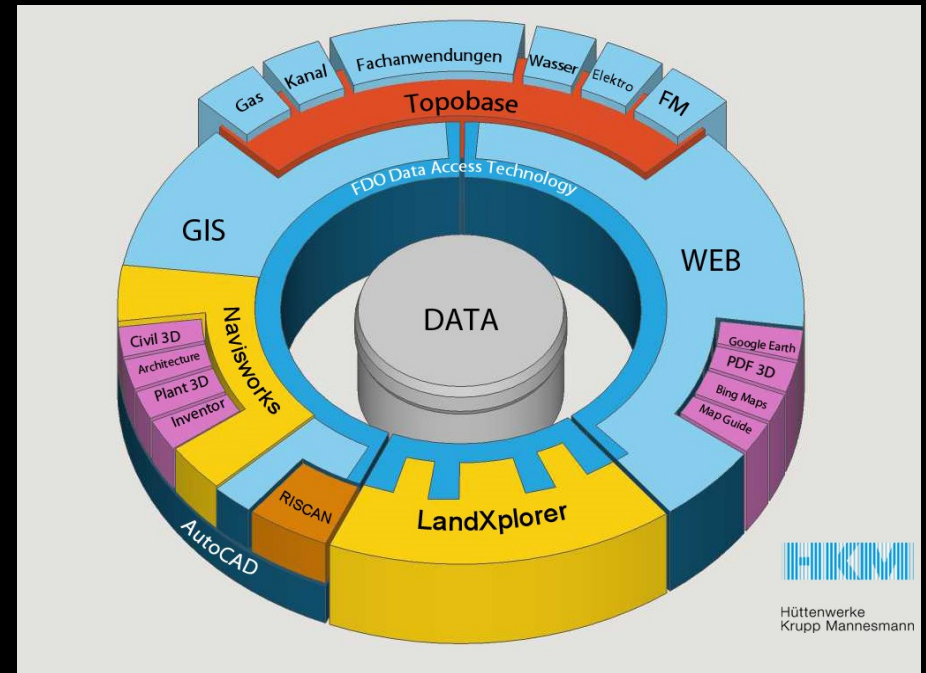 Gas
Kanal
Fachanwendungen
Wasser
Elektro
FM
Topobase
FDO Data Access Technology
GIS
WEB
DATA
Navisworks
Civil 3D
Architecture
Plant 3D
Inventor
Google Earth
PDF 3D
Bing Maps
Map Guide
RISCAN
LandXplorer
AutoCAD
HKM
Hüttenwerke
Krupp Mannesmann